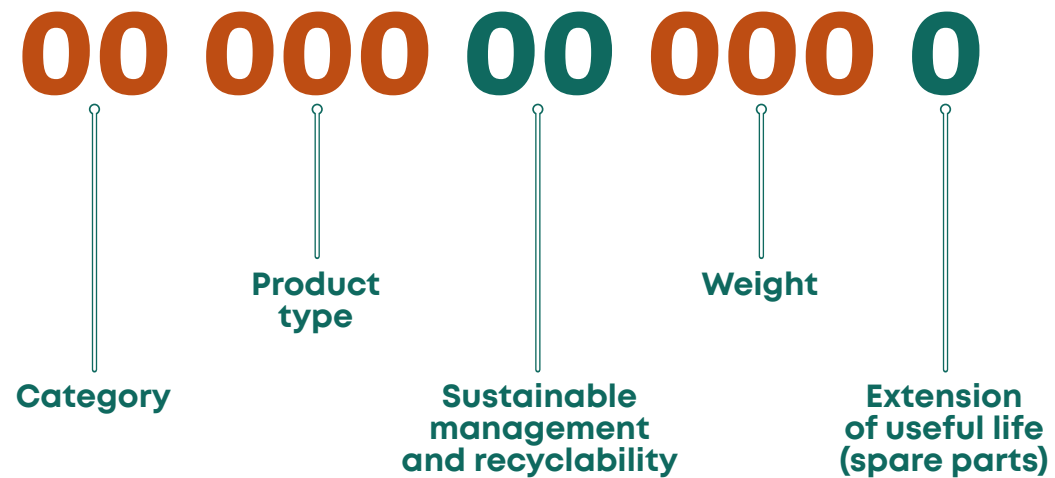 00 000 00 000 0
Product
type
Weight
Category
Sustainable
management
and recyclability
Extension
of useful life
(spare parts)